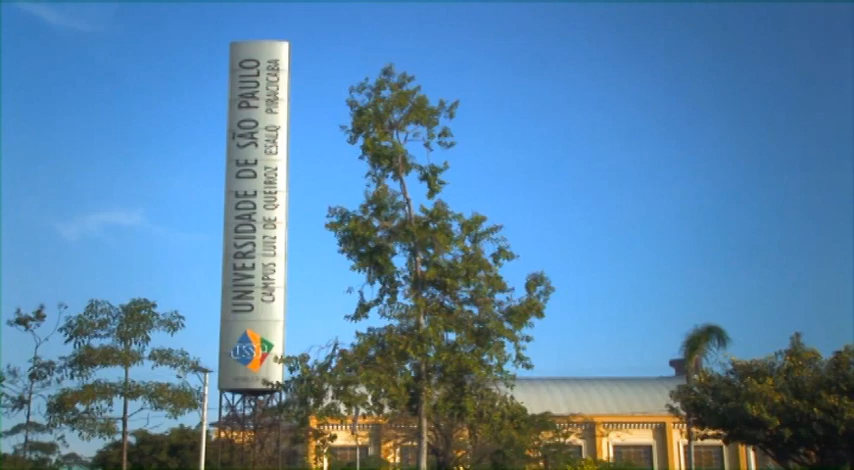 UNIVERSIDADE DE SÃO PAULO
CAMPUS LUIZ DE QUEIROZ | ESALQ PIRACICABA
USP